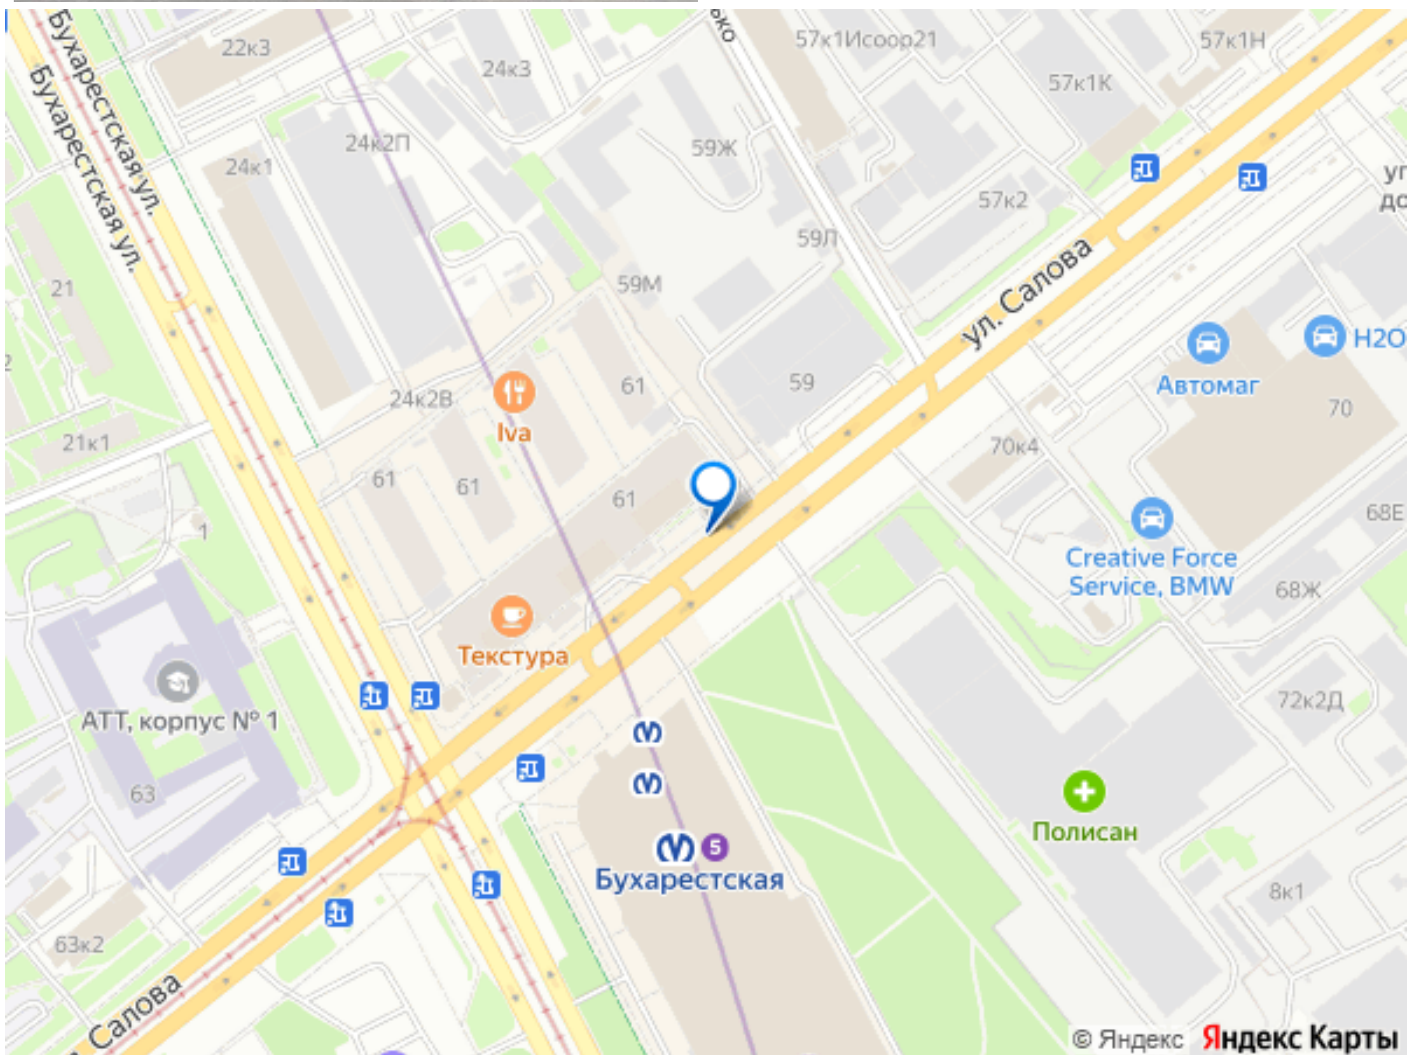 Бухарестская ул.
Бухарестская ул.
22к3
24к3
57к1Исоор21
57к1Н
57к1К
24к2П
59Ж
24к1
57к2
59Л
59М
21
ул. Салова
H2O
Автомаг
59
61
24к2В
Iva
70
21к1
70к4
61
61
61
68Е
1
Creative Force
Service, BMW
68Ж
Текстура
АТТ, корпус № 1
72к2Д
63
Полисан
5
Бухарестская
8к1
63к2
Салова
© Яндекс Яндекс Карты